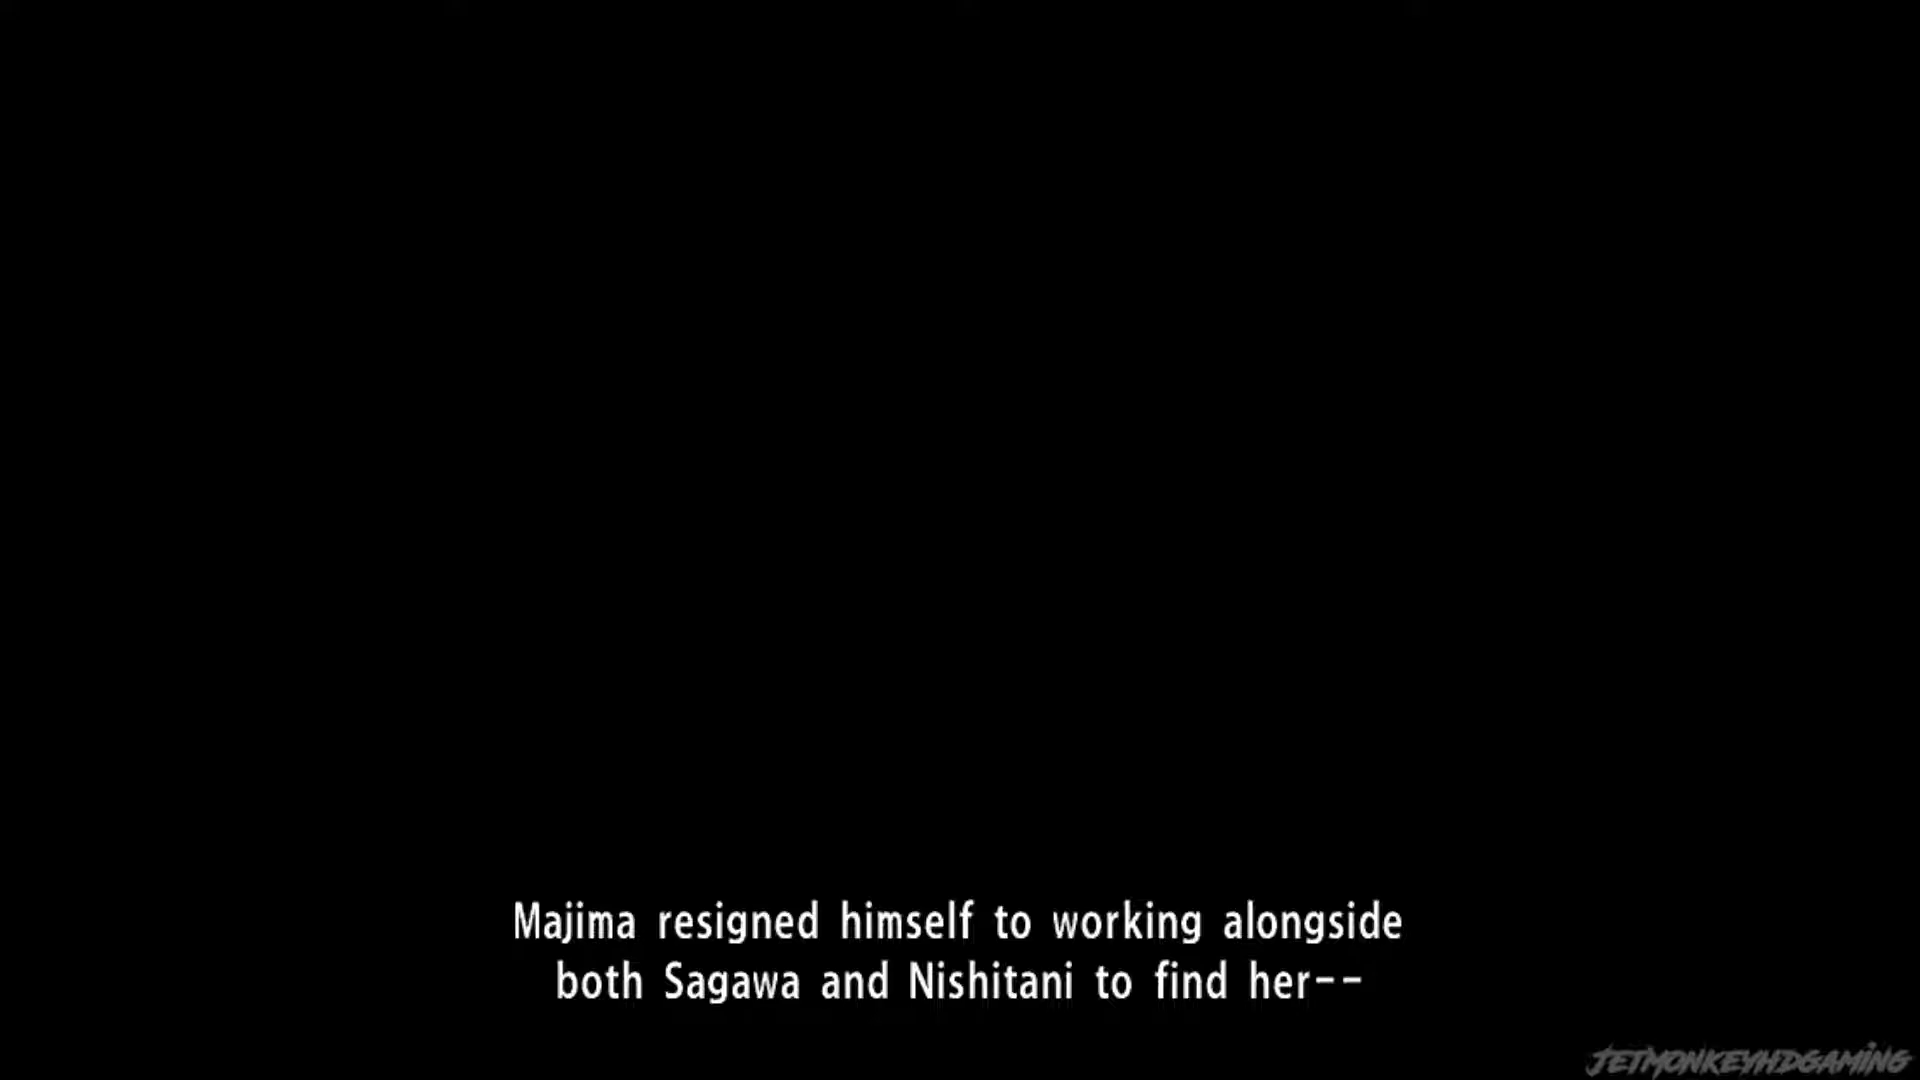 Majima resigned himself to working alongside
both Sagawa and Nishitani to find her--
JETMONKEYHDGAMING